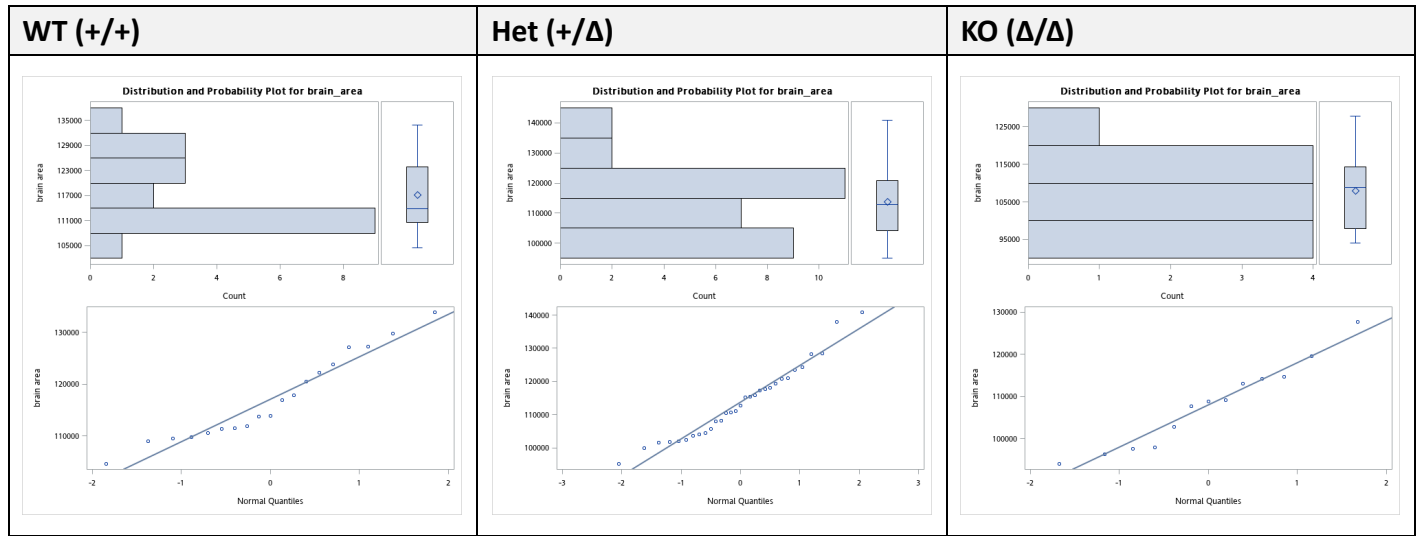 WT (+/+)
Het (+/Δ)
KO (Δ/Δ)
Distribution and Probability Plot for brain_area
brain area
135000
129000
123000
117000
111000
105000
0 2 4 6 8
Count
brain area
130000
120000
110000
-2 -1 0 1 2
Normal Quantiles
Distribution and Probability Plot for brain_area
brain area
140000
130000
120000
110000
100000
0 2 4 6 8 10
Count
brain area
140000
130000
120000
110000
100000
-3 -2 -1 0 1 2 3
Normal Quantiles
Distribution and Probability Plot for brain_area
brain area
125000
115000
105000
95000
0 1 2 3 4
Count
brain area
130000
120000
110000
100000
-2 -1 0 1 2
Normal Quantiles